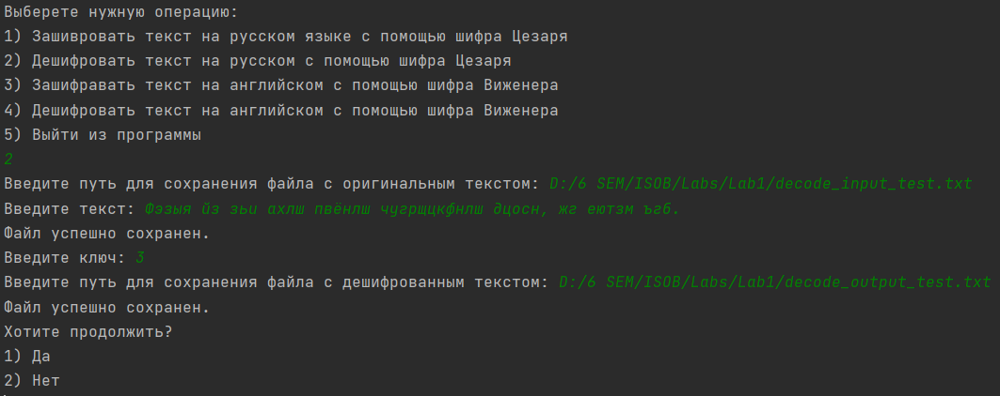 Выберете нужную операцию:
1) Зашивровать текст на русском языке с помощью шифра Цезаря
2) Дешифровать текст на русском с помощью шифра Цезаря
3) Зашифравать текст на английском с помощью шифра Виженера
4) Дешифровать текст на английском с помощью шифра Виженера
5) Выйти из программы
2
Введите путь для сохранения файла с оригинальным текстом: D:/6 SEM/ISOB/Labs/Lab1/decode_input_test.txt
Введите текст: Фэзыя йз зьи ахлш пвёнлш чугрщцкфнлш дцосн, жг еютзм ъгб.
Файл успешно сохранен.
Введите ключ: 3
Введите путь для сохранения файла с дешифрованным текстом: D:/6 SEM/ISOB/Labs/Lab1/decode_output_test.txt
Файл успешно сохранен.
Хотите продолжить?
1) Да
2) Нет